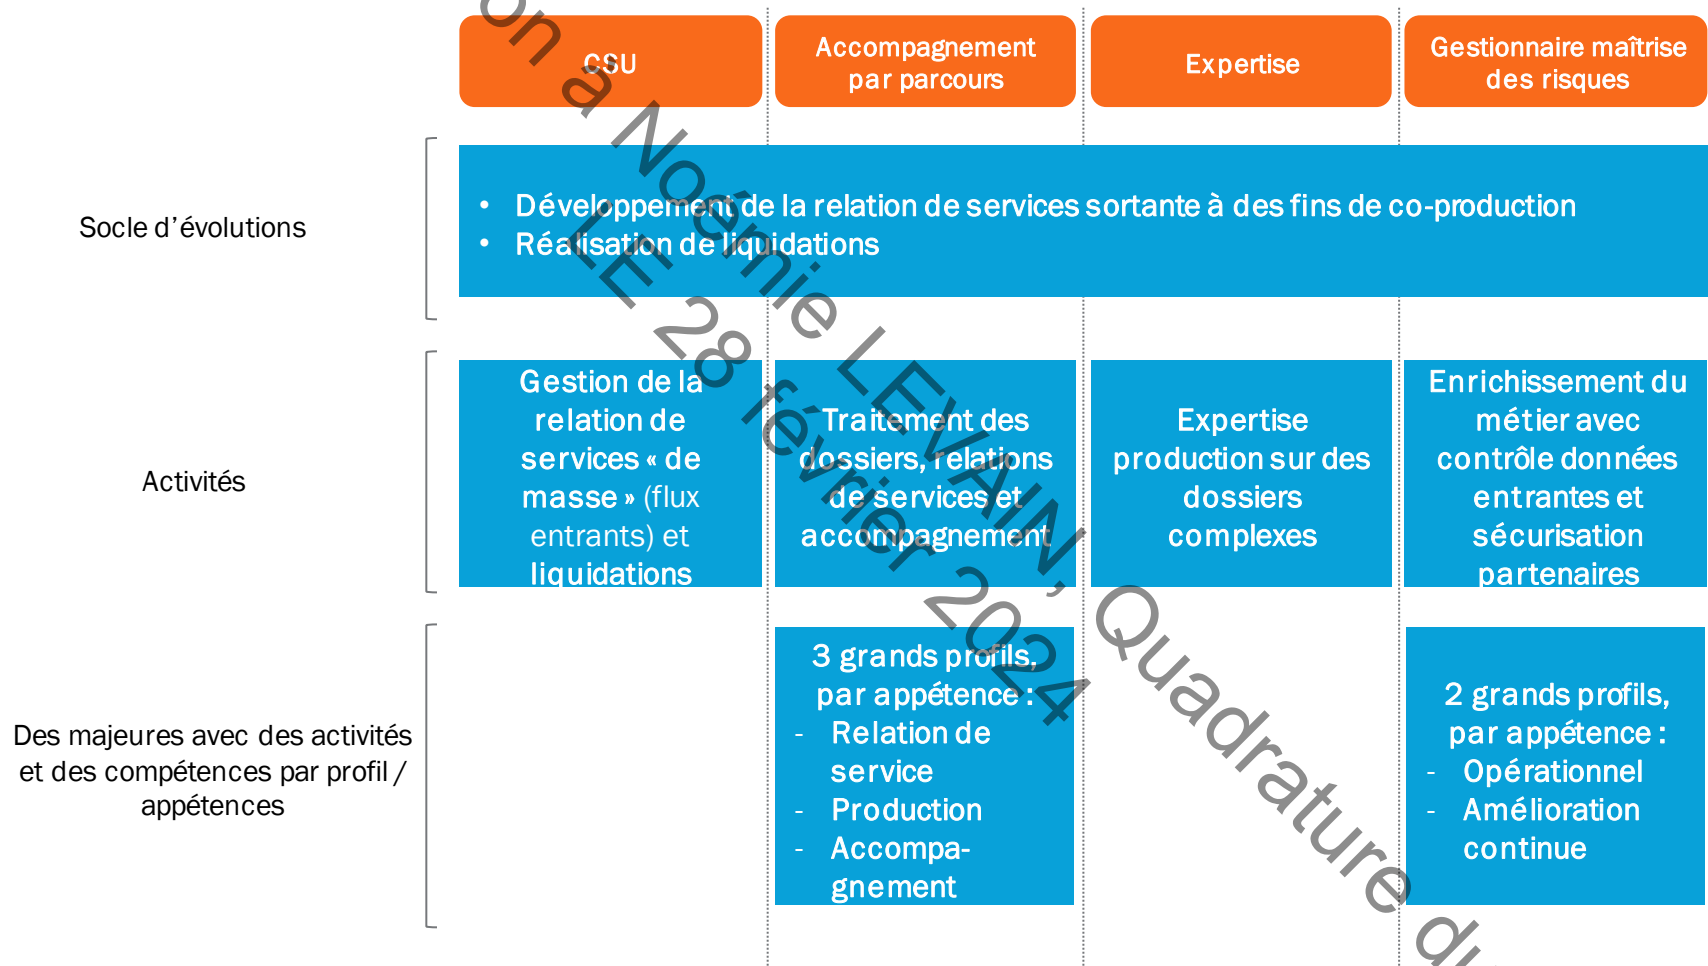 CSU
Accompagnement
par parcours
Expertise
Gestionnaire maîtrise
des risques
Socle d'évolutions
• Développement de la relation de services sortante à des fins de co-production
• Réalisation de liquidations
Activités
Gestion de la
relation de
services « de
masse » (flux
entrants) et
liquidations
Traitement des
dossiers, relations
de services et
accompagnement
Expertise
production sur des
dossiers
complexes
Enrichissement du
métier avec
contrôle données
entrantes et
sécurisation
partenaires
Des majeures avec des activités
et des compétences par profil /
appétences
3 grands profils,
par appétence :
- Relation de
service
- Production
- Accompa-
gnement
2 grands profils,
par appétence :
- Opérationnel
- Amélioration
continue
on à Noémie LEVAIN, Quadrature du
LE 28 février 2024